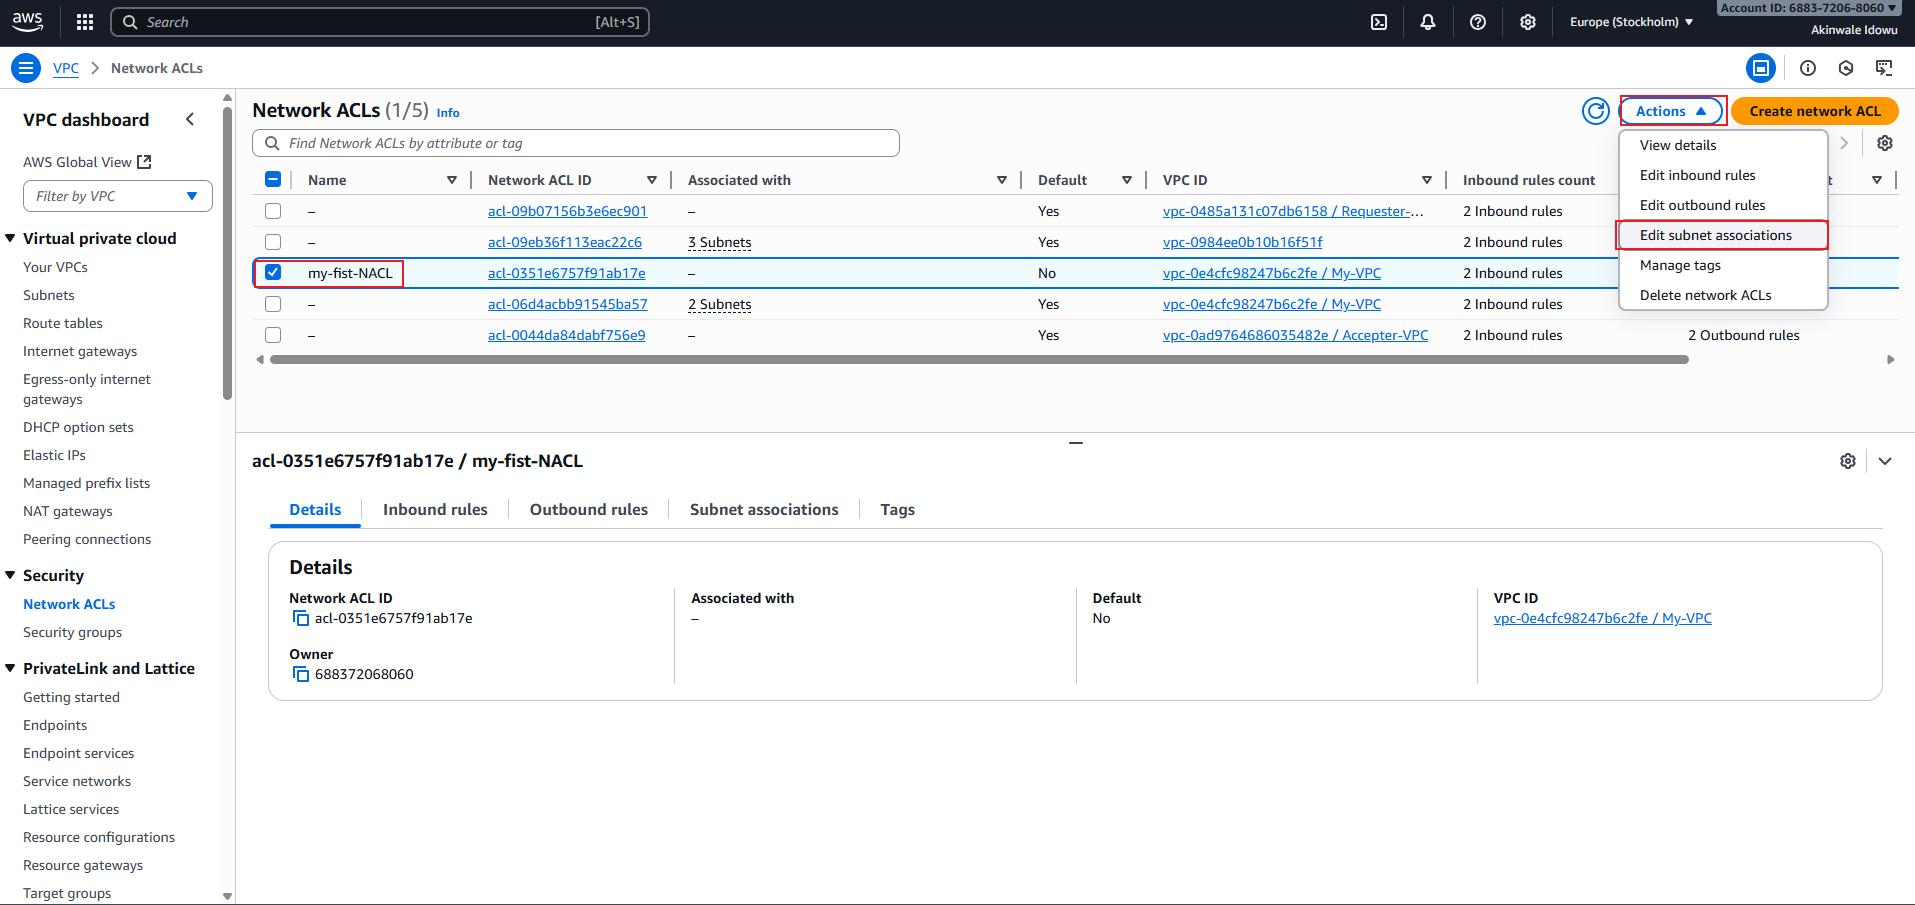 aws
Search
[Alt+S]
Europe (Stockholm)
Account ID: 6883-7206-8060
Akinwale Idowu
VPC
Network ACLs
VPC dashboard
AWS Global View
Filter by VPC
Virtual private cloud
Your VPCs
Subnets
Route tables
Internet gateways
Egress-only internet
gateways
DHCP option sets
Elastic IPs
Managed prefix lists
NAT gateways
Peering connections
Security
Network ACLs
Security groups
PrivateLink and Lattice
Getting started
Endpoints
Endpoint services
Service networks
Lattice services
Resource configurations
Resource gateways
Target groups
Network ACLs (1/5) Info
Actions
Create network ACL
Find Network ACLs by attribute or tag
View details
Edit inbound rules
Edit outbound rules
Edit subnet associations
Manage tags
Delete network ACLs
Name Network ACL ID Associated with Default VPC ID Inbound rules count t
– acl-09b07156b3e6ec901 – Yes vpc-0485a131c07db6158 / Requester-... 2 Inbound rules
– acl-09eb36f113eac22c6 3 Subnets Yes vpc-0984ee0b10b16f51f 2 Inbound rules
my-fist-NACL acl-0351e6757f91ab17e – No vpc-0e4cfc98247b6c2fe / My-VPC 2 Inbound rules
– acl-06d4acbb91545ba57 2 Subnets Yes vpc-0e4cfc98247b6c2fe / My-VPC 2 Inbound rules
– acl-0044da84dabf756e9 – Yes vpc-0ad9764686035482e / Accepter-VPC 2 Inbound rules 2 Outbound rules
acl-0351e6757f91ab17e / my-fist-NACL
Details Inbound rules Outbound rules Subnet associations Tags
Details
Network ACL ID
acl-0351e6757f91ab17e
Owner
688372068060
Associated with
–
Default
No
VPC ID
vpc-0e4cfc98247b6c2fe / My-VPC